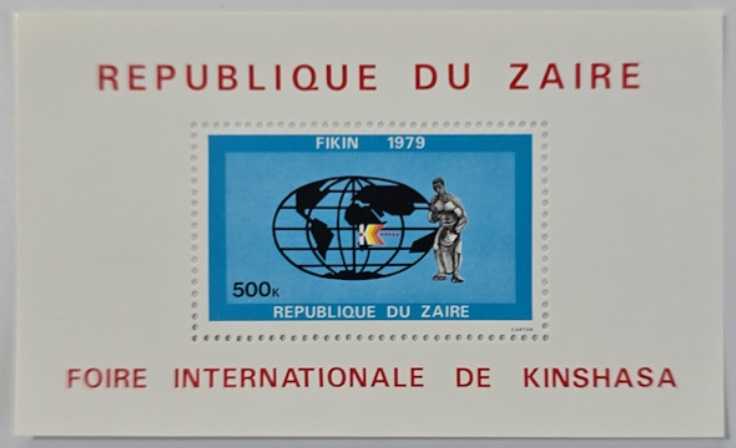 REPUBLIQUE DU ZAIRE
FIKIN 1979
500K
REPUBLIQUE DU ZAIRE
FOIRE INTERNATIONALE DE KINSHASA